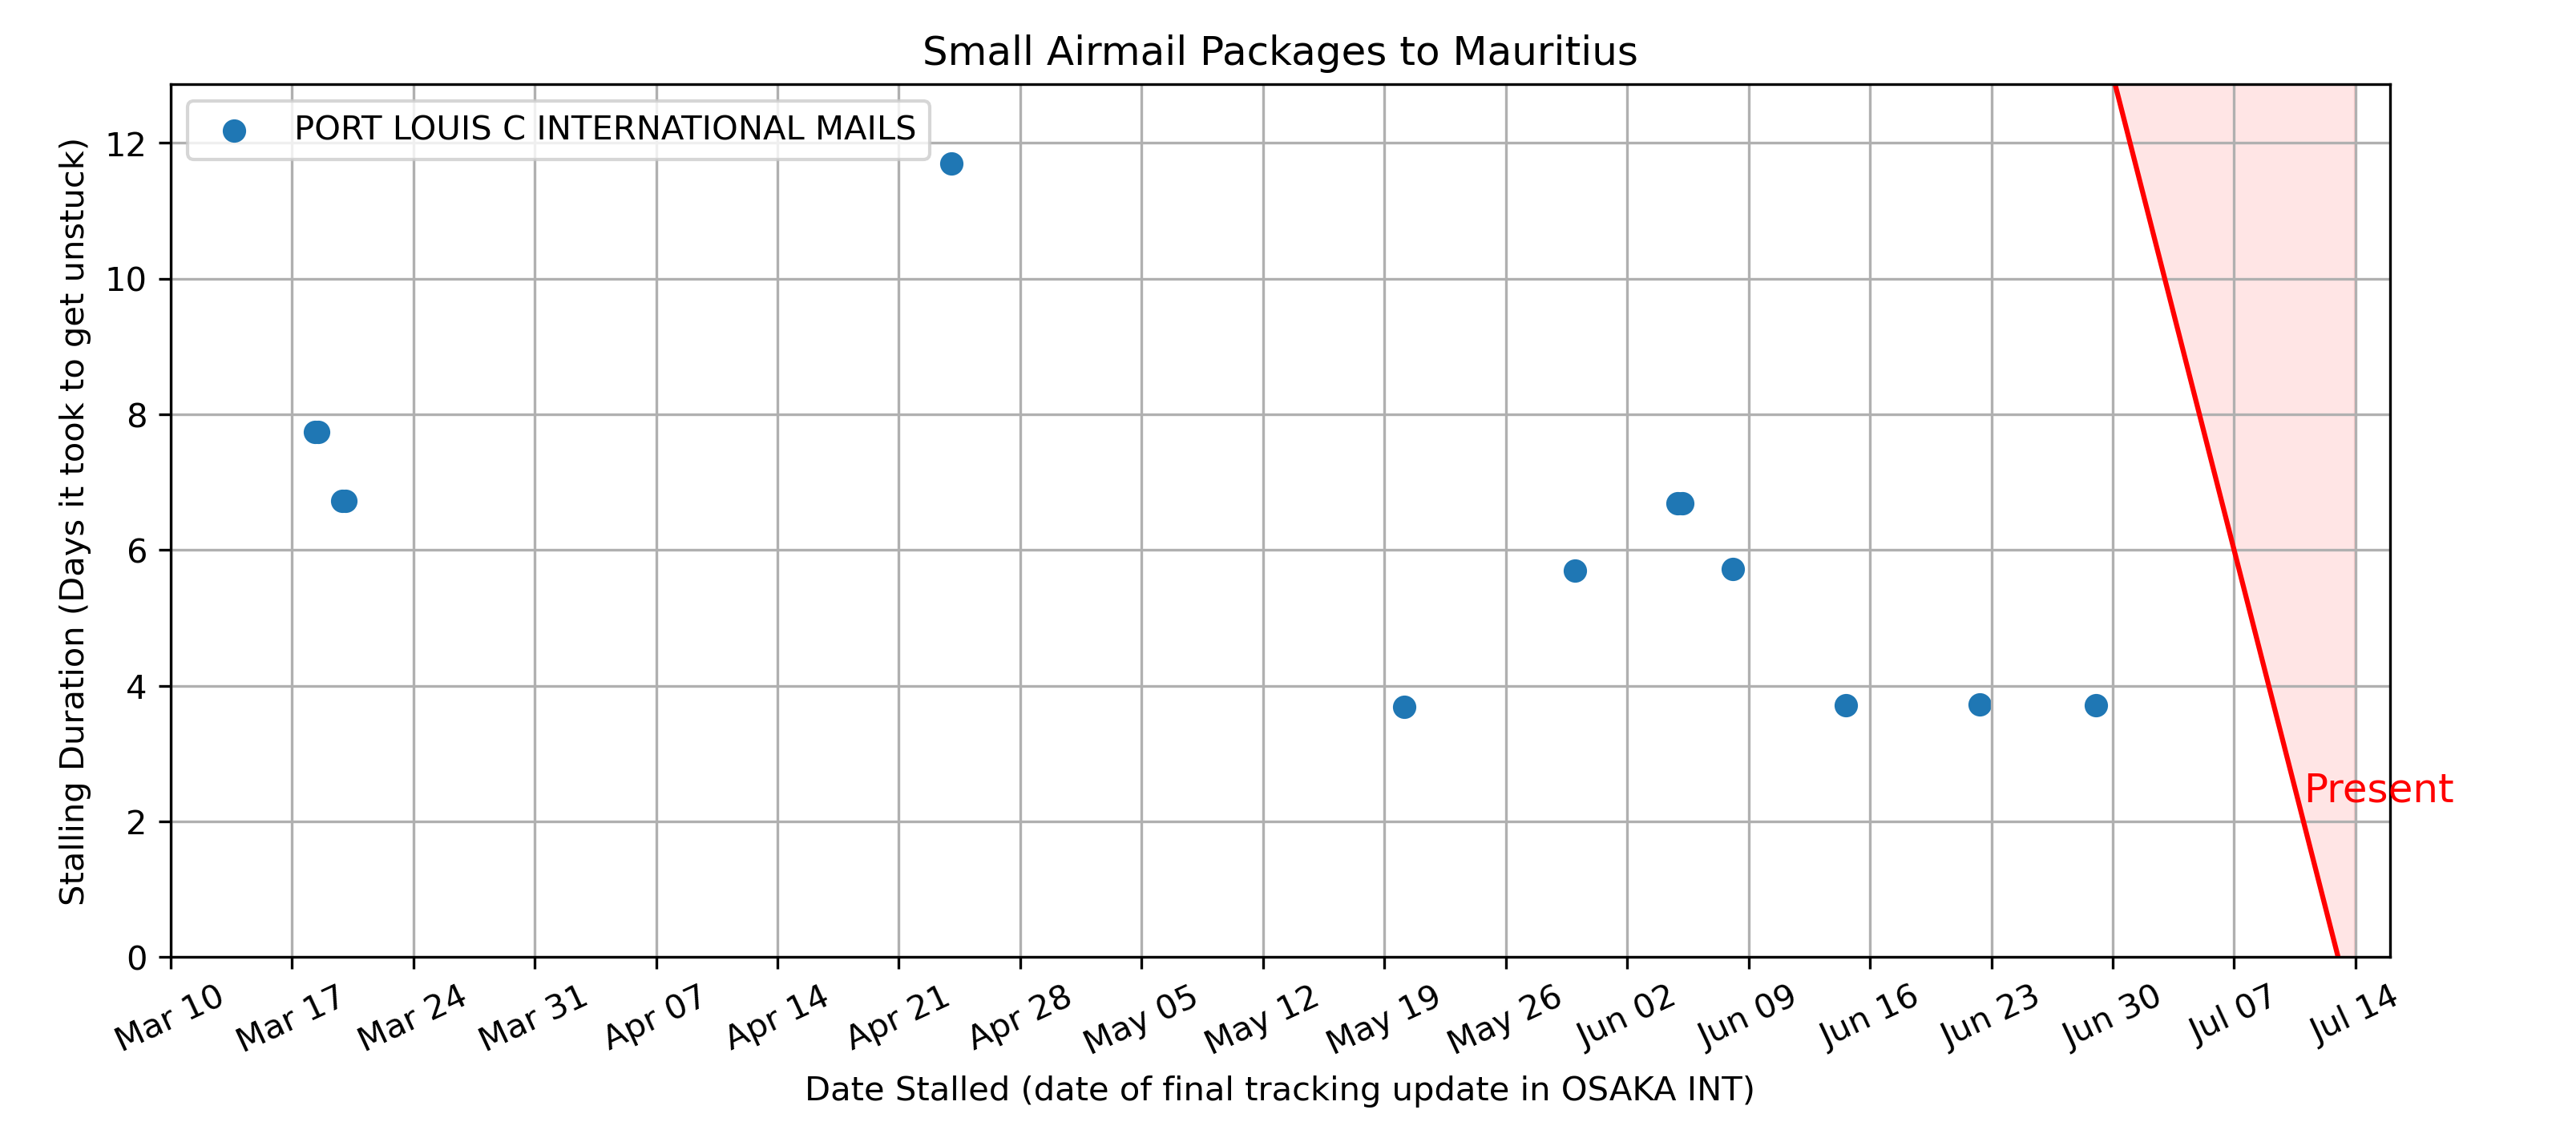 Small Airmail Packages to Mauritius
PORT LOUIS C INTERNATIONAL MAILS
Stalling Duration (Days it took to get unstuck)
12
10
8
6
4
2
0
Present
Mar 10
Mar 17
Mar 24
Mar 31
Apr 07
Apr 14
Apr 21
Apr 28
May 05
May 12
May 19
May 26
Jun 02
Jun 09
Jun 16
Jun 23
Jun 30
Jul 07
Jul 14
Date Stalled (date of final tracking update in OSAKA INT)